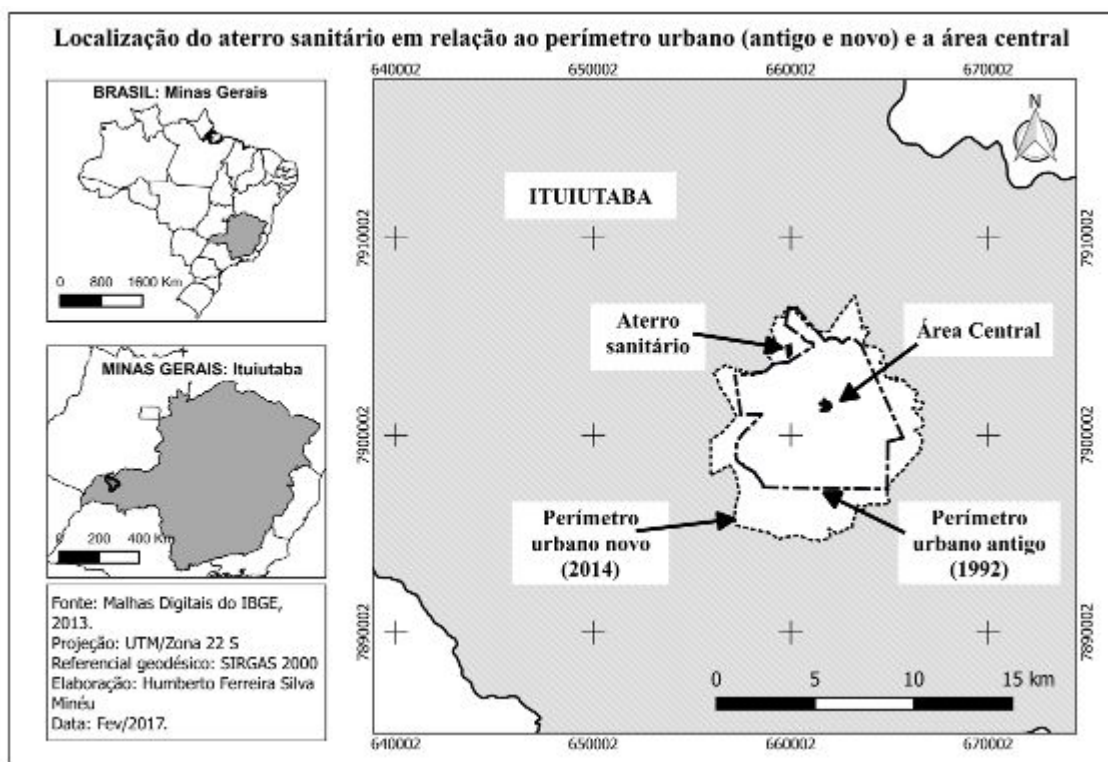 Localização do aterro sanitário em relação ao perímetro urbano (antigo e novo) e a área central
BRASIL: Minas Gerais
0 800 1600 Km
MINAS GERAIS: Ituiutaba
0 200 400 Km
Fonte: Malhas Digitais do IBGE,
2013.
Projeção: UTM/Zona 22 S
Referencial geodésico: SIRGAS 2000
Elaboração: Humberto Ferreira Silva
Minéu
Data: Fev/2017.
640002 650002 660002 670002
N
ITUIUTABA
7910002 7910002
Aterro
sanitário
Área Central
7900002 7900002
Perímetro
urbano novo
(2014)
Perímetro
urbano antigo
(1992)
7890002 7890002
0 5 10 15 km
640002 650002 660002 670002